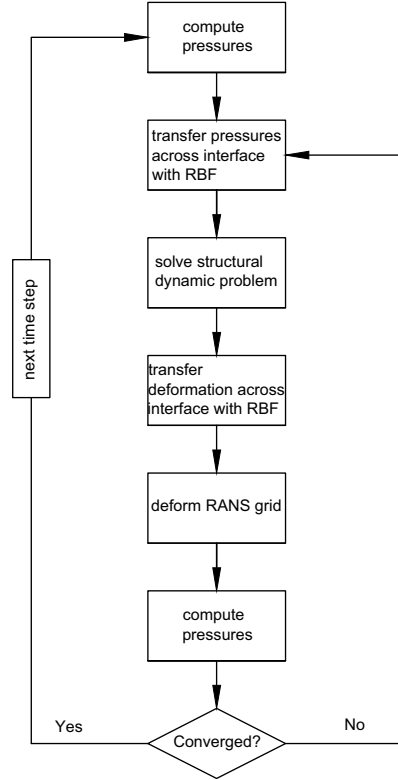 compute
pressures
transfer pressures
across interface
with RBF
solve structural
dynamic problem
next time step
transfer
deformation across
interface with RBF
deform RANS grid
compute
pressures
Yes
Converged?
No